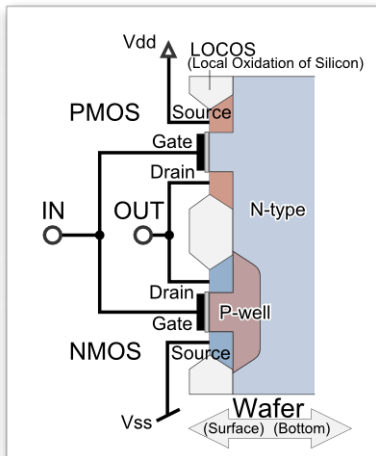 Vdd
LOCOS
(Local Oxidation of Silicon)
PMOS
Source
Gate
Drain
IN
OUT
N-type
Drain
P-well
Gate
NMOS
Source
Vss
Wafer
(Surface) (Bottom)